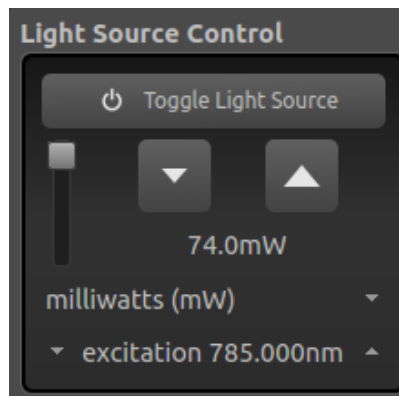 Light Source Control
Toggle Light Source
74.0mW
milliwatts (mW)
excitation 785.000nm